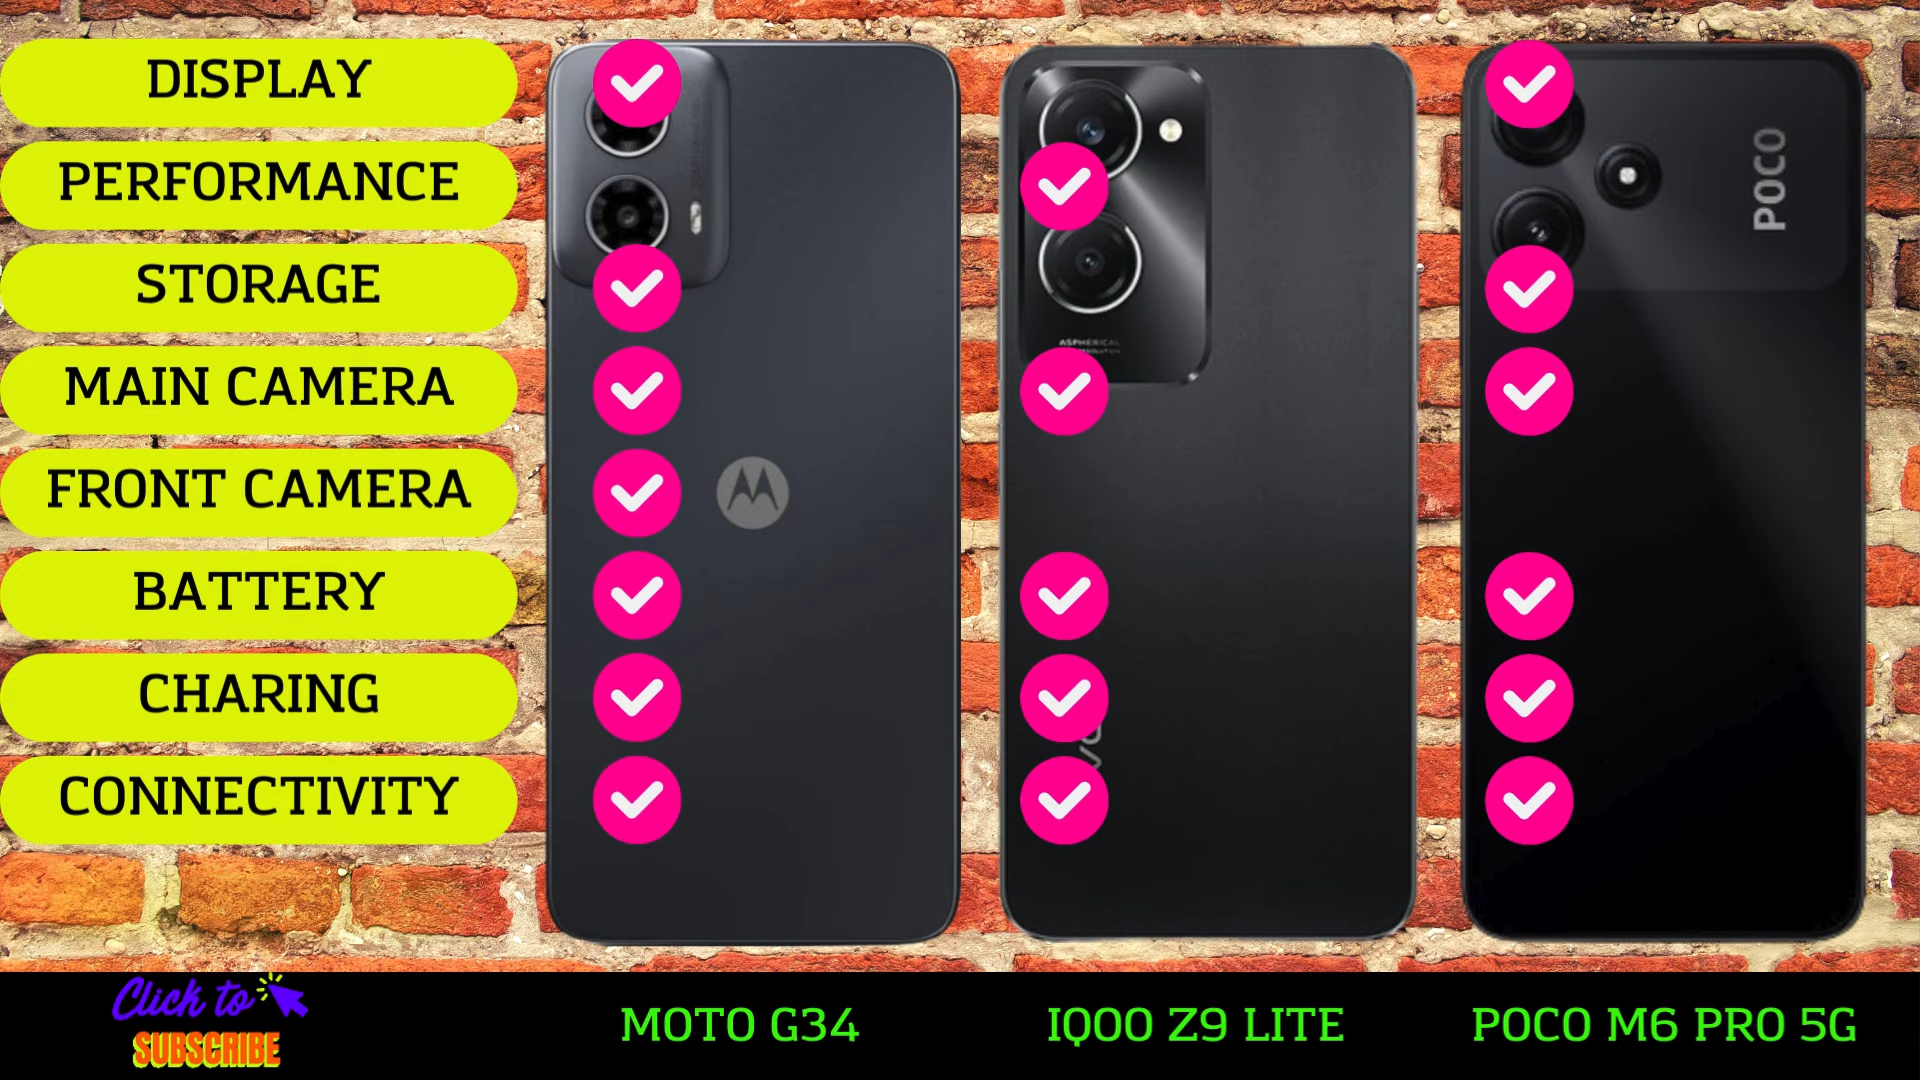 DISPLAY
PERFORMANCE
STORAGE
MAIN CAMERA
FRONT CAMERA
BATTERY
CHARING
CONNECTIVITY
ASPHERICAL
POCO
Click to
SUBSCRIBE
MOTO G34
IQOO Z9 LITE
POCO M6 PRO 5G